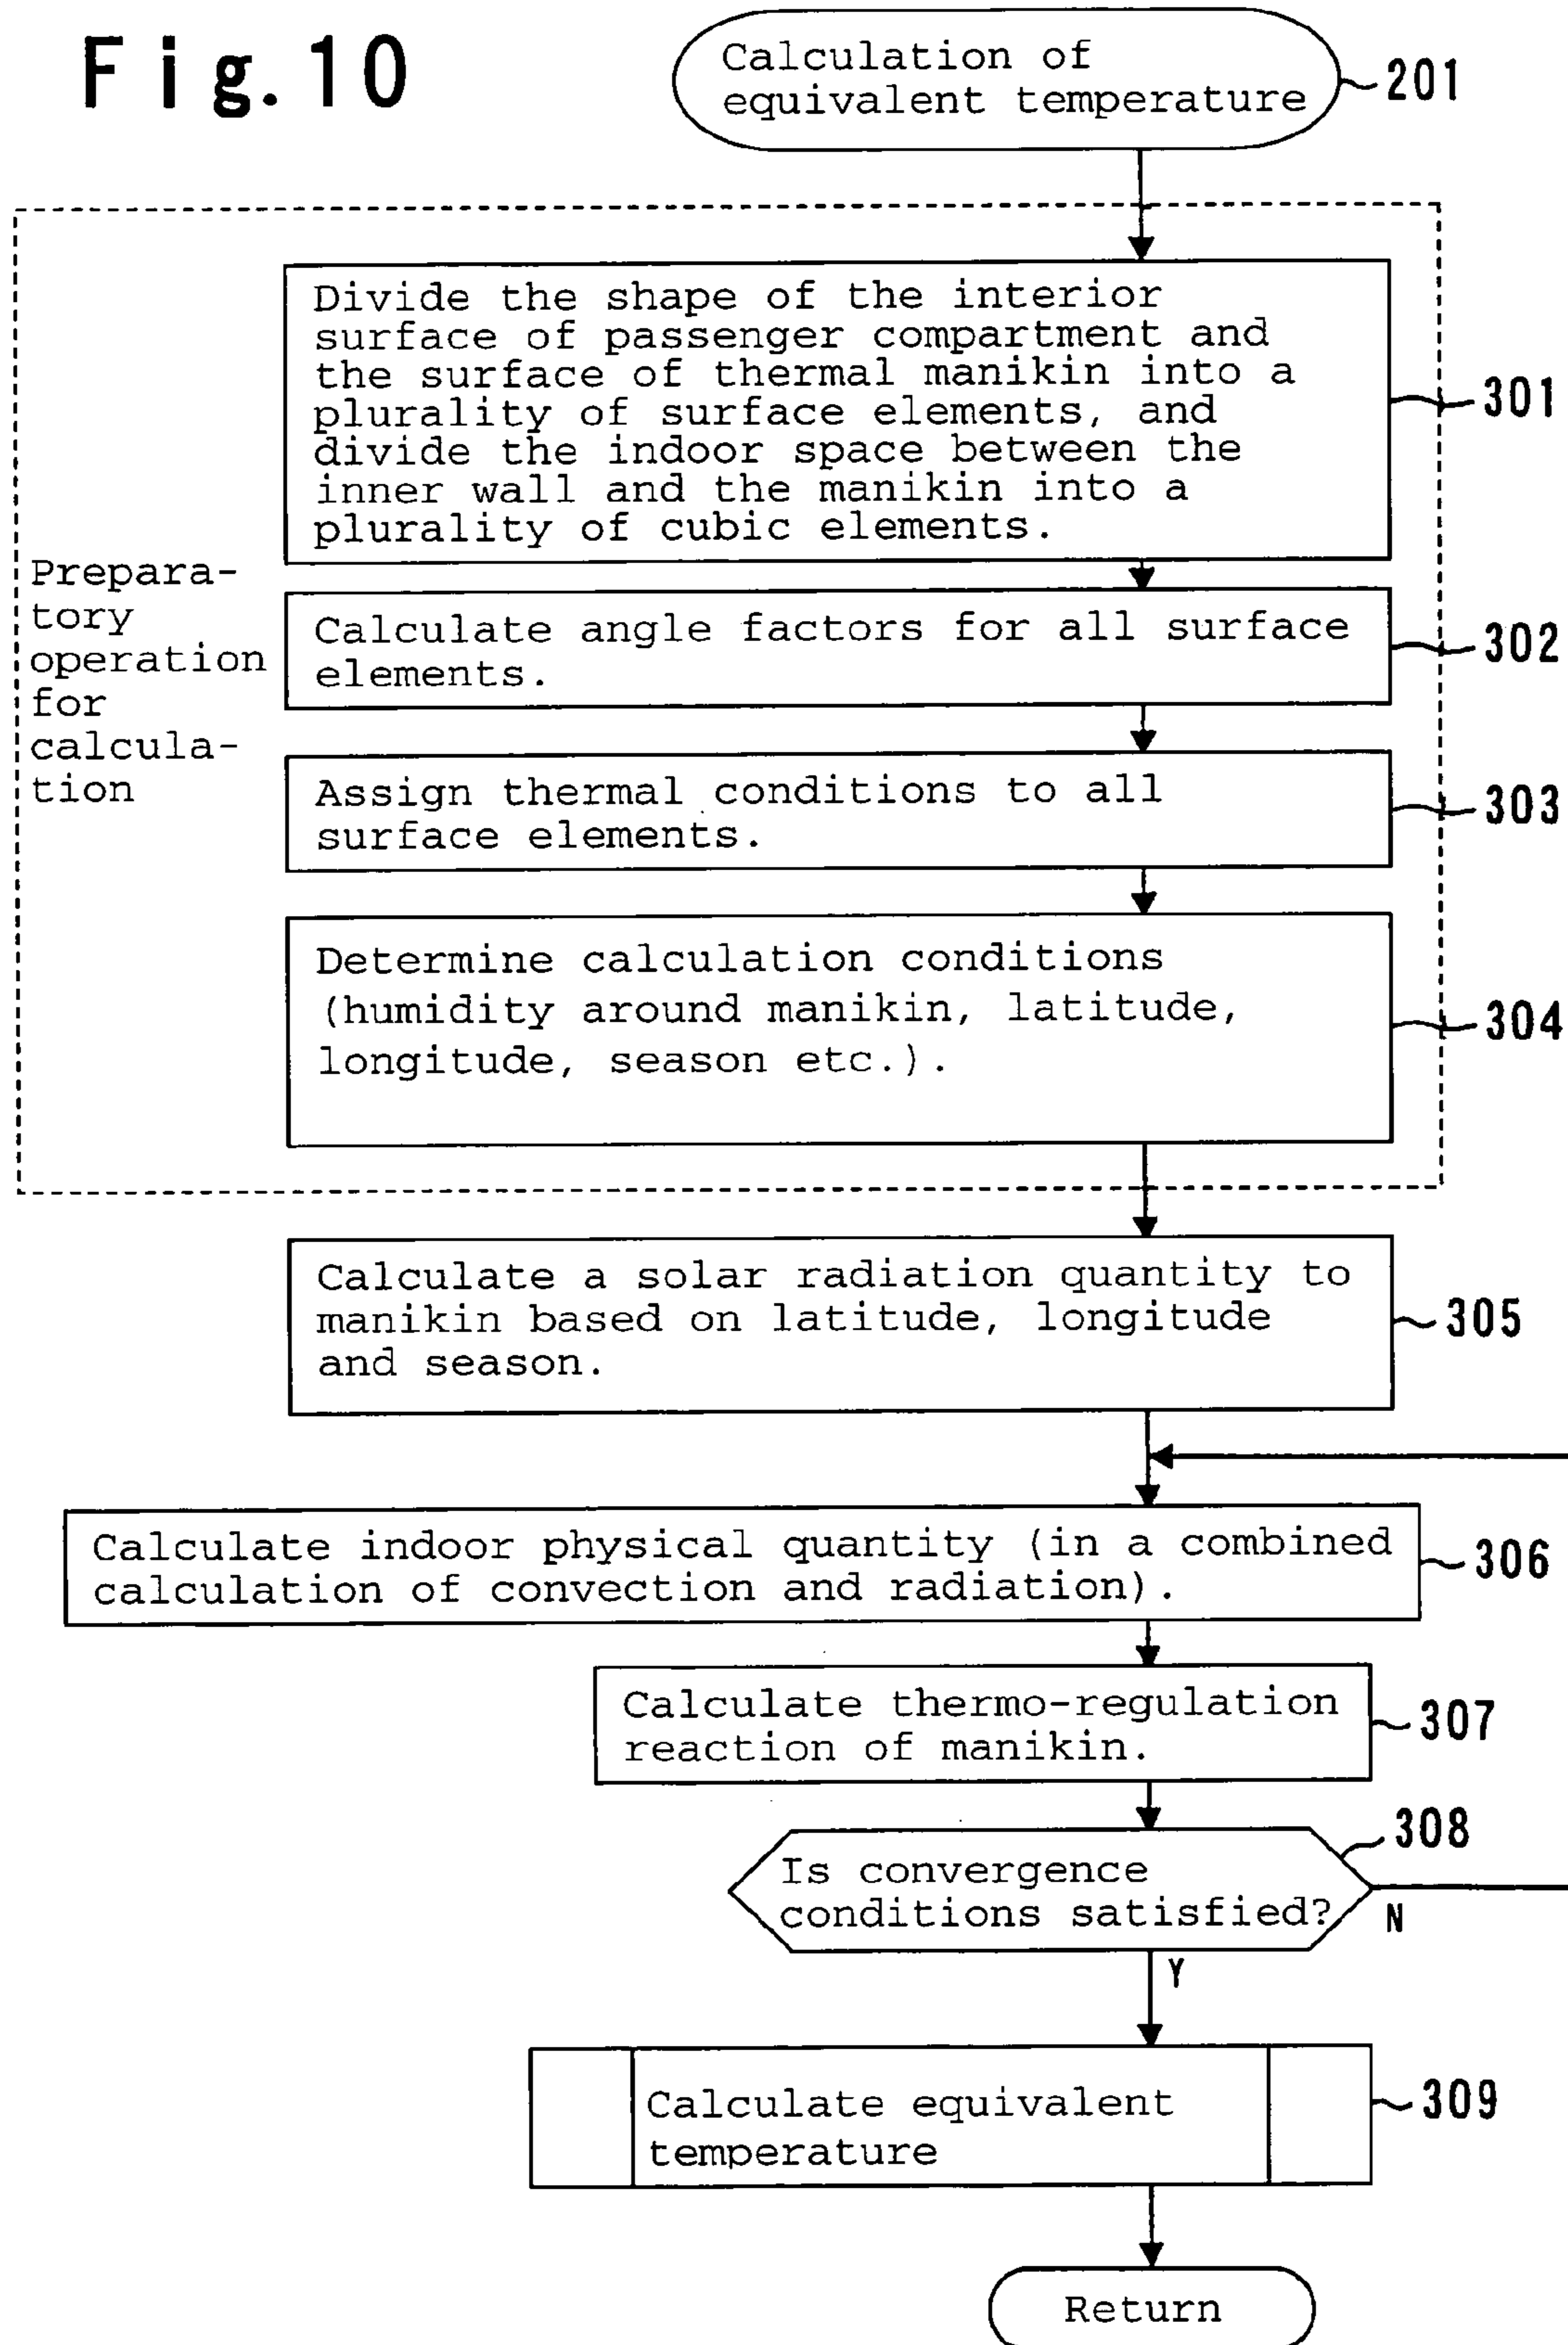 Fig.10
Calculation of
equivalent temperature
201
Divide the shape of the interior
surface of passenger compartment and
the surface of thermal manikin into a
plurality of surface elements, and
divide the indoor space between the
inner wall and the manikin into a
plurality of cubic elements.
301
Prepara-
tory
operation
for
calcula-
tion
Calculate angle factors for all surface
elements.
302
Assign thermal conditions to all
surface elements.
303
Determine calculation conditions
(humidity around manikin, latitude,
longitude, season etc.).
304
Calculate a solar radiation quantity to
manikin based on latitude, longitude
and season.
305
Calculate indoor physical quantity (in a combined
calculation of convection and radiation).
306
Calculate thermo-regulation
reaction of manikin.
307
Is convergence
conditions satisfied?
308
N
Y
Calculate equivalent
temperature
309
Return